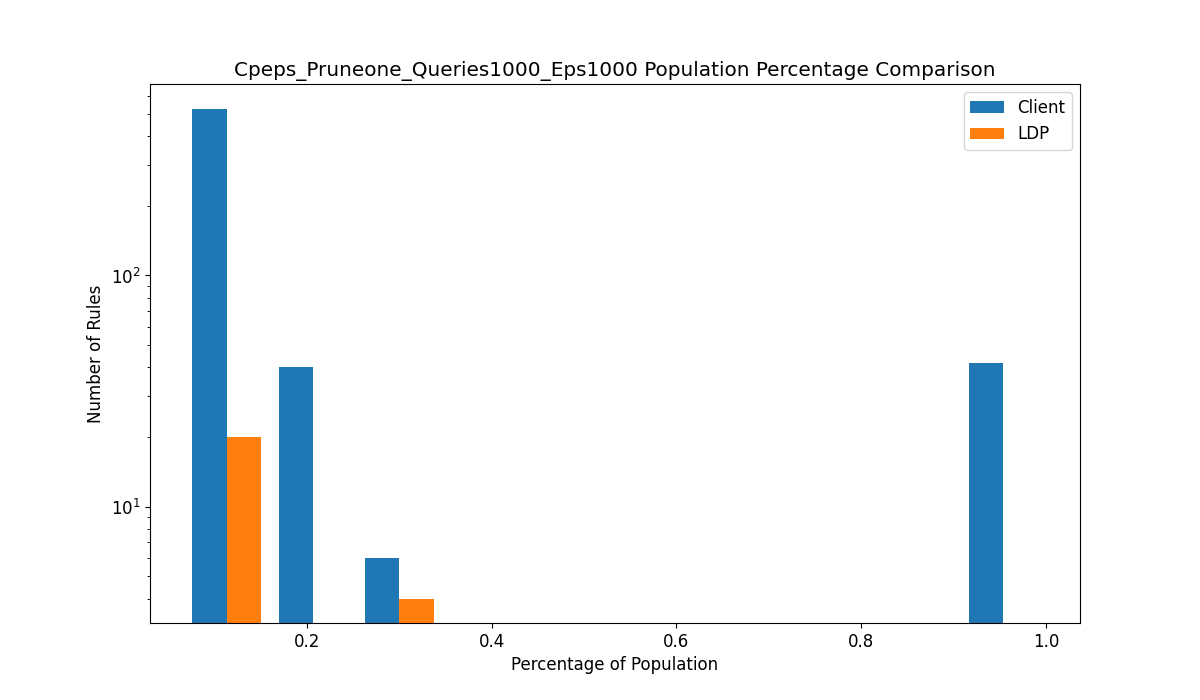 Cpeps_Pruneone_Queries1000_Eps1000 Population Percentage Comparison
Client
LDP
Number of Rules
10²
10¹
0.2 0.4 0.6 0.8 1.0
Percentage of Population